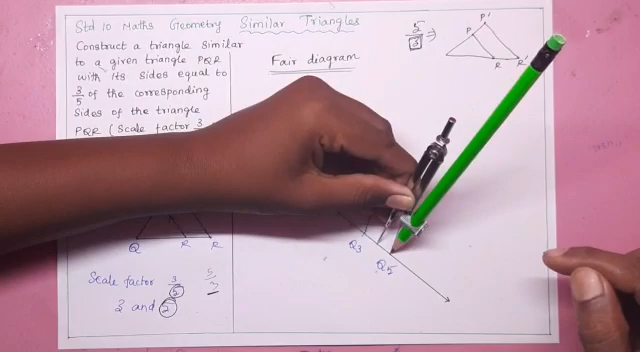 Std 10 Maths Geometry Similar Triangles
Construct a triangle similar
to a given triangle PQR
with its sides equal to
3/5 of the corresponding
sides of the triangle
PQR (Scale factor 3
Fair diagram
5/3 ⇒
P P'
R R'
Q R R
Q3
Q5
Scale factor 3/5
3 and 5